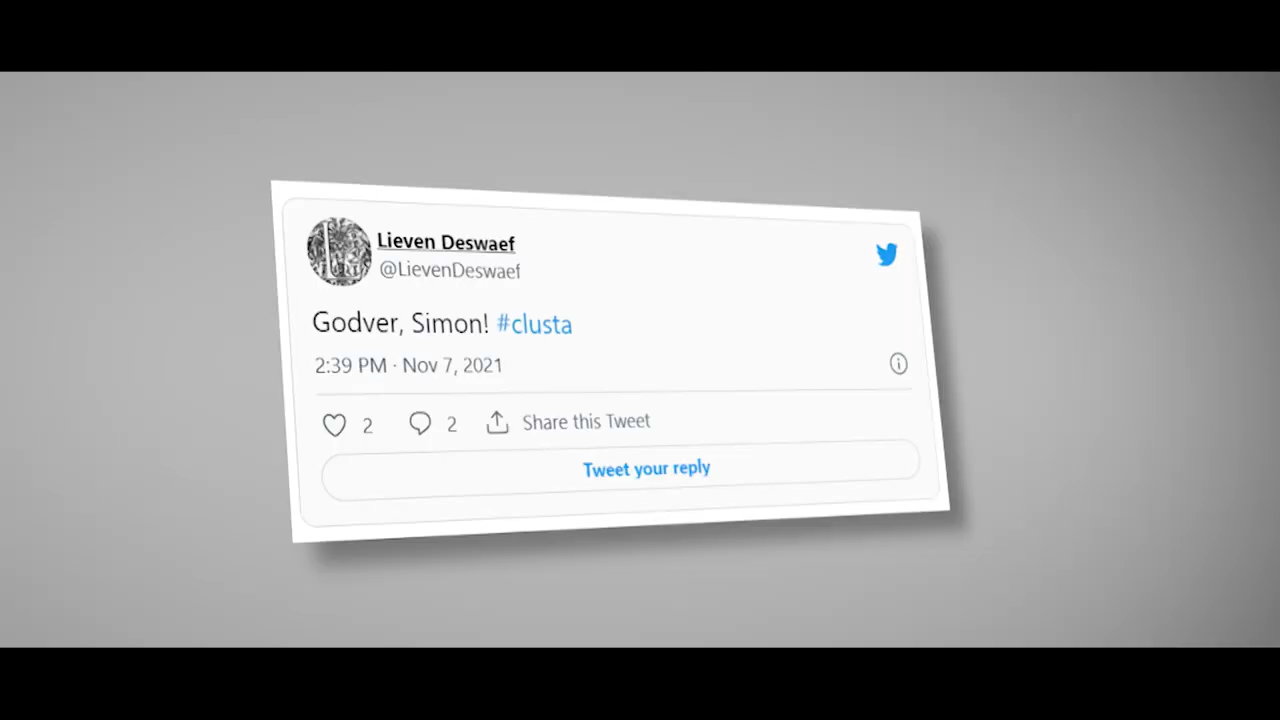 Lieven Deswaef
@LievenDeswaef
Godver, Simon! #clusta
2:39 PM · Nov 7, 2021
2 2 Share this Tweet
Tweet your reply